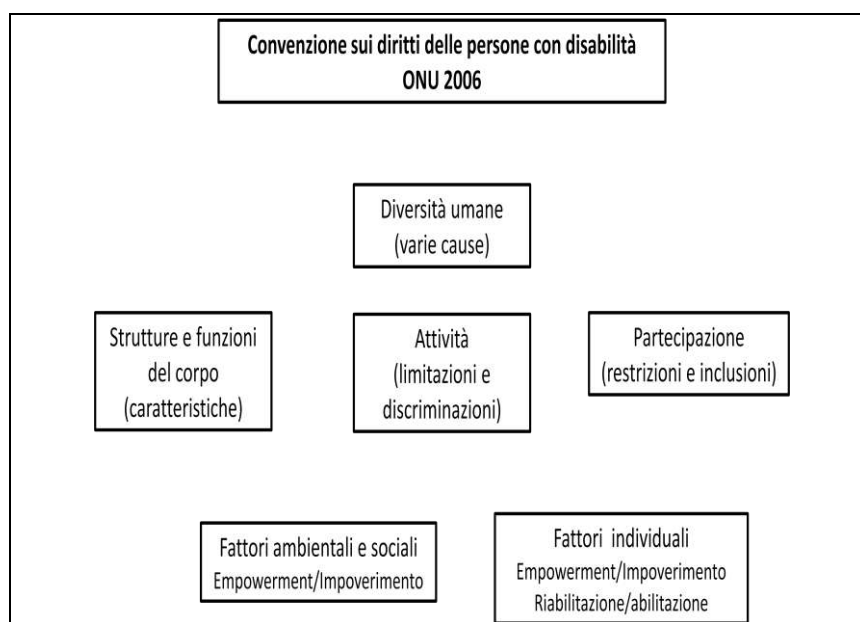 Convenzione sui diritti delle persone con disabilità
ONU 2006
Diversità umane
(varie cause)
Strutture e funzioni
del corpo
(caratteristiche)
Attività
(limitazioni e
discriminazioni)
Partecipazione
(restrizioni e inclusioni)
Fattori ambientali e sociali
Empowerment/Impoverimento
Fattori individuali
Empowerment/Impoverimento
Riabilitazione/abilitazione